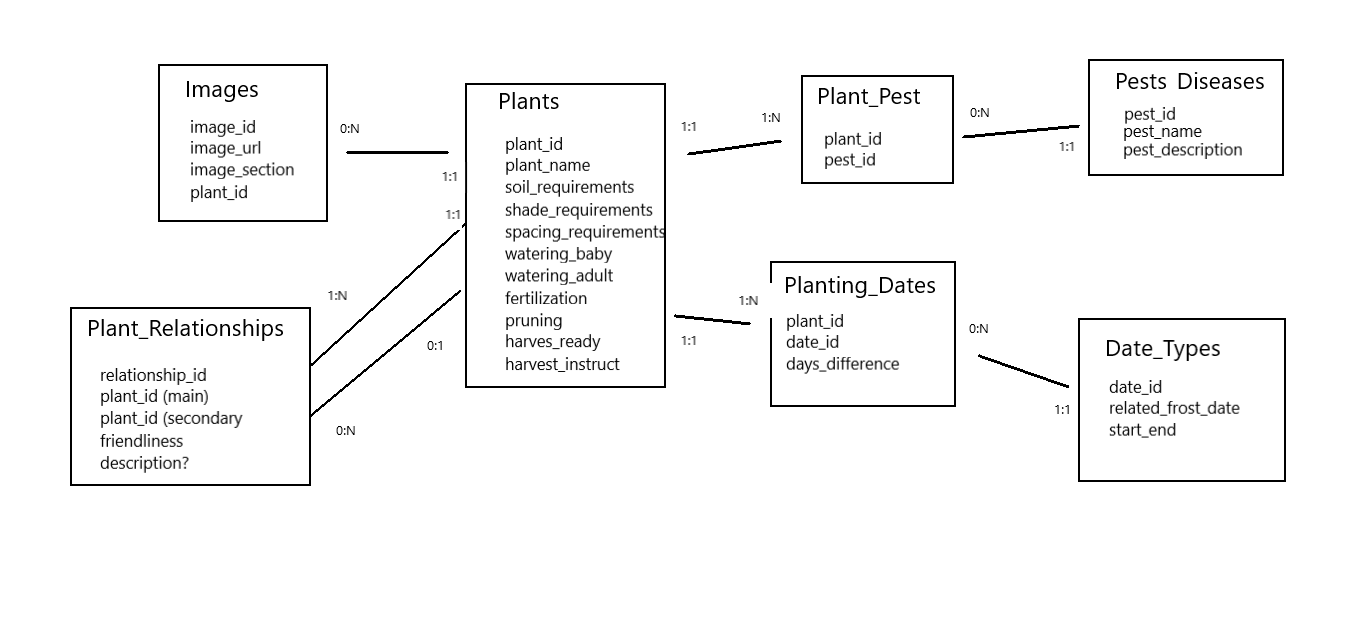 Images
image_id
image_url
image_section
plant_id
0:N
1:1
Plants
plant_id
plant_name
soil_requirements
shade_requirements
spacing_requirements
watering_baby
watering_adult
fertilization
pruning
harves_ready
harvest_instruct
1:1
1:N
Plant_Pest
plant_id
pest_id
0:N
1:1
Pests Diseases
pest_id
pest_name
pest_description
Plant_Relationships
relationship_id
plant_id (main)
plant_id (secondary
friendliness
description?
1:1
1:N
0:1
0:N
1:N
1:1
Planting_Dates
plant_id
date_id
days_difference
0:N
1:1
Date_Types
date_id
related_frost_date
start_end